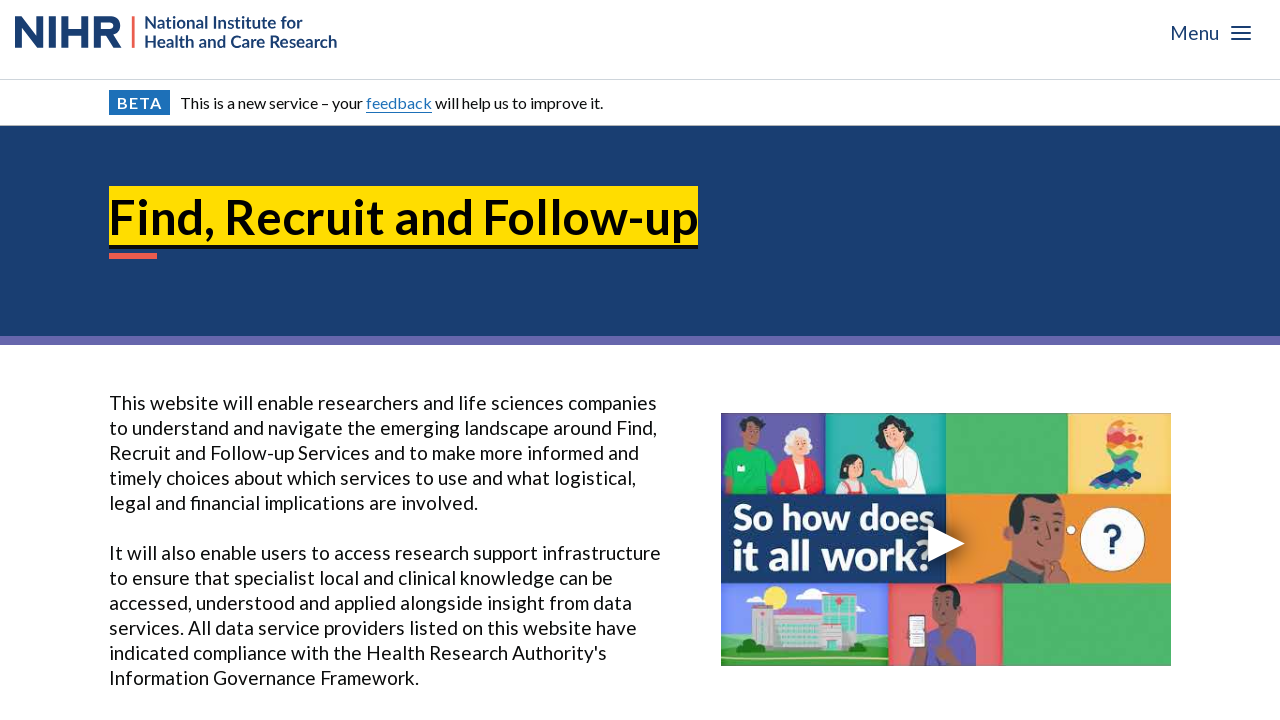 NIHR | National Institute for
Health and Care Research
Menu
BETA This is a new service – your feedback will help us to improve it.
Find, Recruit and Follow-up
This website will enable researchers and life sciences companies
to understand and navigate the emerging landscape around Find,
Recruit and Follow-up Services and to make more informed and
timely choices about which services to use and what logistical,
legal and financial implications are involved.
It will also enable users to access research support infrastructure
to ensure that specialist local and clinical knowledge can be
accessed, understood and applied alongside insight from data
services. All data service providers listed on this website have
indicated compliance with the Health Research Authority's
Information Governance Framework.
So how does
it all work?
?